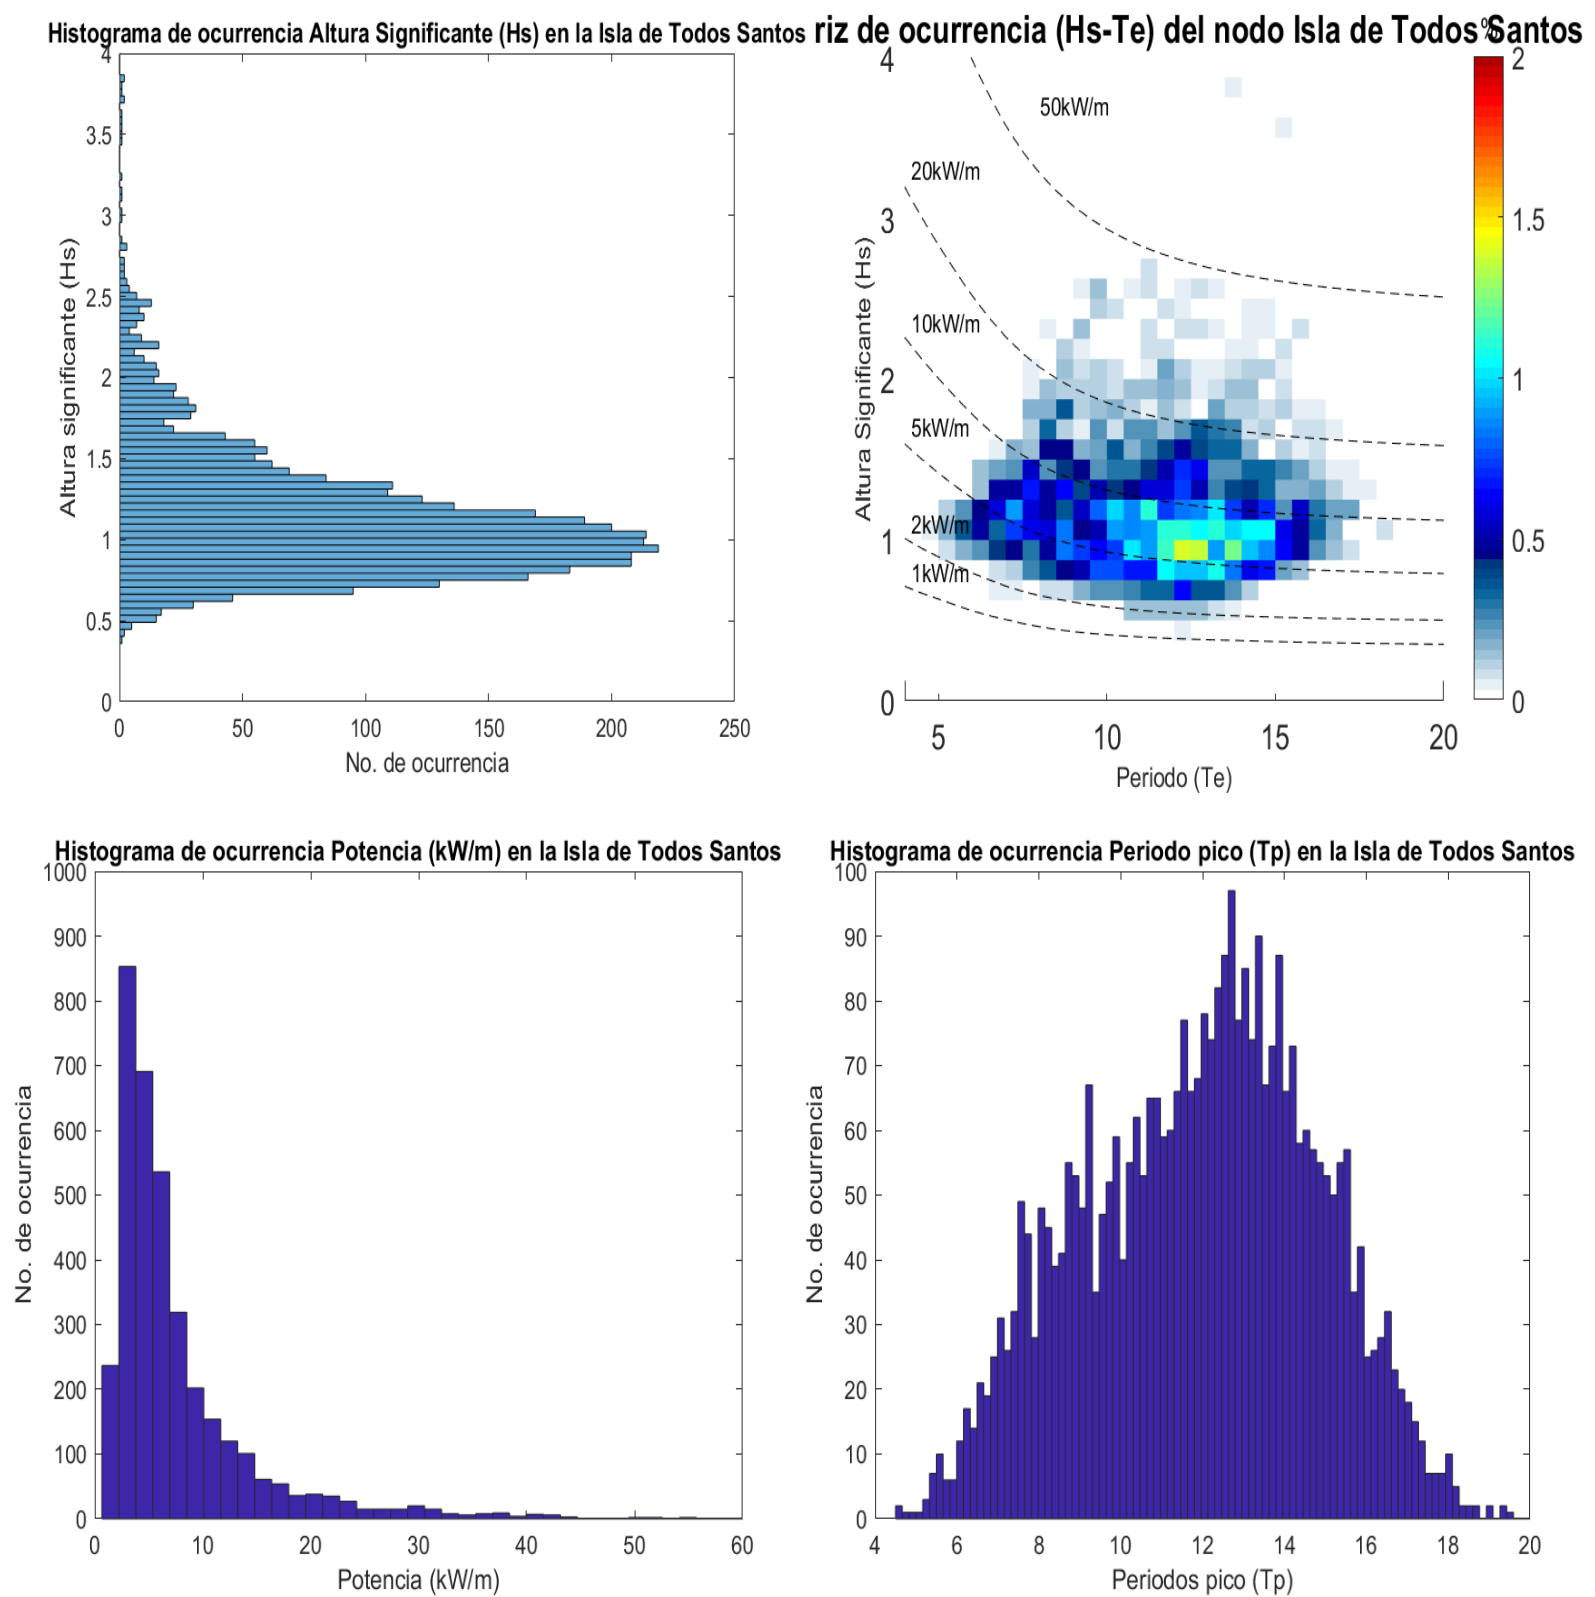 Histograma de ocurrencia Altura Significante (Hs) en la Isla de Todos Santos
4
3.5
3
2.5
2
1.5
1
0.5
0
Altura significante (Hs)
0 50 100 150 200 250
No. de ocurrencia
riz de ocurrencia (Hs-Te) del nodo Isla de Todos Santos
%
4
3
2
1
0
Altura Significante (Hs)
50kW/m
20kW/m
10kW/m
5kW/m
2kW/m
1kW/m
5 10 15 20
Periodo (Te)
2
1.5
1
0.5
0
Histograma de ocurrencia Potencia (kW/m) en la Isla de Todos Santos
1000
900
800
700
600
500
400
300
200
100
0
No. de ocurrencia
0 10 20 30 40 50 60
Potencia (kW/m)
Histograma de ocurrencia Periodo pico (Tp) en la Isla de Todos Santos
100
90
80
70
60
50
40
30
20
10
0
No. de ocurrencia
4 6 8 10 12 14 16 18 20
Periodos pico (Tp)